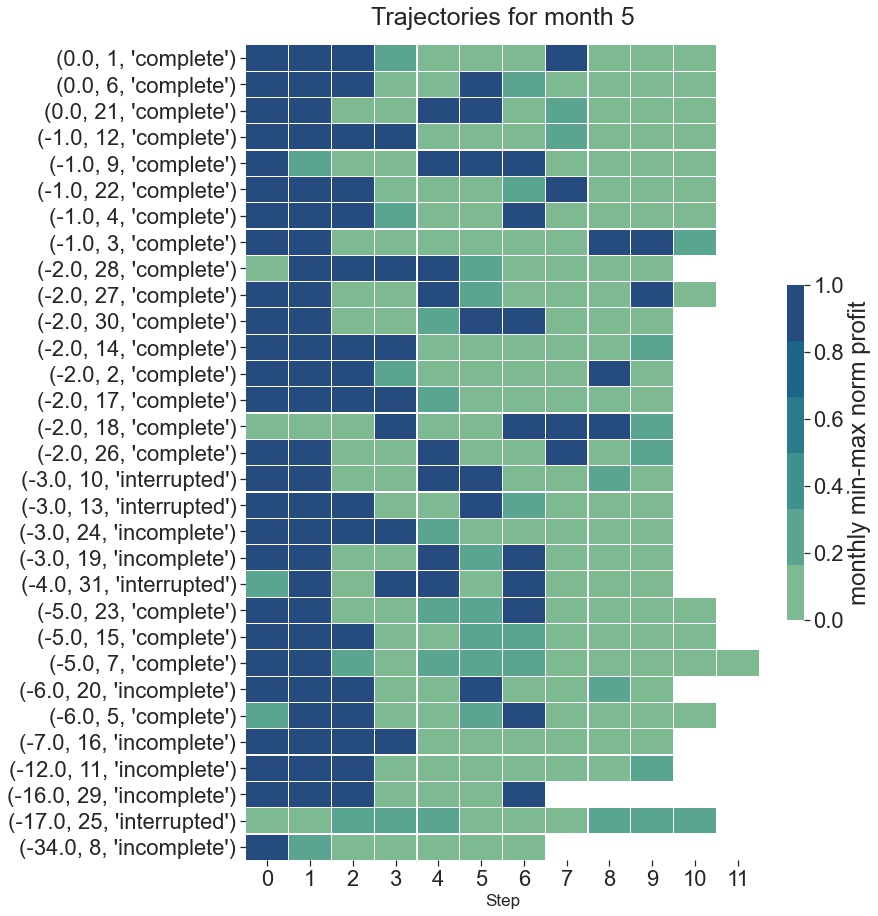 Trajectories for month 5
(0.0, 1, 'complete')
(0.0, 6, 'complete')
(0.0, 21, 'complete')
(-1.0, 12, 'complete')
(-1.0, 9, 'complete')
(-1.0, 22, 'complete')
(-1.0, 4, 'complete')
(-1.0, 3, 'complete')
(-2.0, 28, 'complete')
(-2.0, 27, 'complete')
(-2.0, 30, 'complete')
(-2.0, 14, 'complete')
(-2.0, 2, 'complete')
(-2.0, 17, 'complete')
(-2.0, 18, 'complete')
(-2.0, 26, 'complete')
(-3.0, 10, 'interrupted')
(-3.0, 13, 'interrupted')
(-3.0, 24, 'incomplete')
(-3.0, 19, 'incomplete')
(-4.0, 31, 'interrupted')
(-5.0, 23, 'complete')
(-5.0, 15, 'complete')
(-5.0, 7, 'complete')
(-6.0, 20, 'incomplete')
(-6.0, 5, 'complete')
(-7.0, 16, 'incomplete')
(-12.0, 11, 'incomplete')
(-16.0, 29, 'incomplete')
(-17.0, 25, 'interrupted')
(-34.0, 8, 'incomplete')
0 1 2 3 4 5 6 7 8 9 10 11
Step
1.0
0.8
0.6
0.4
0.2
0.0
monthly min-max norm profit